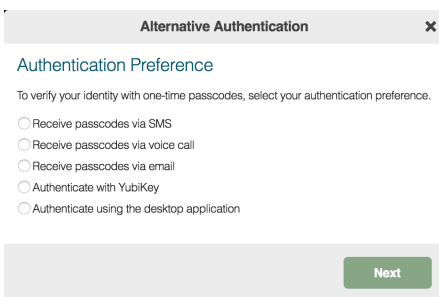 Alternative Authentication
Authentication Preference
To verify your identity with one-time passcodes, select your authentication preference.
Receive passcodes via SMS
Receive passcodes via voice call
Receive passcodes via email
Authenticate with YubiKey
Authenticate using the desktop application
Next